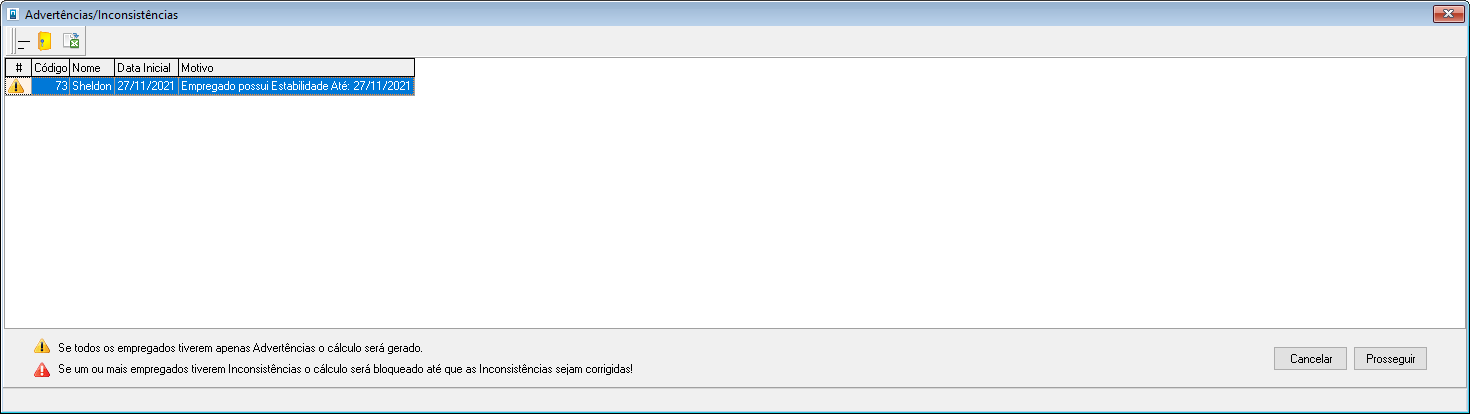 Advertências/Inconsistências
# Código Nome Data Inicial Motivo
73 Sheldon 27/11/2021 Empregado possui Estabilidade Até: 27/11/2021
Se todos os empregados tiverem apenas Advertências o cálculo será gerado.
Se um ou mais empregados tiverem Inconsistências o cálculo será bloqueado até que as Inconsistências sejam corrigidas!
Cancelar Prosseguir